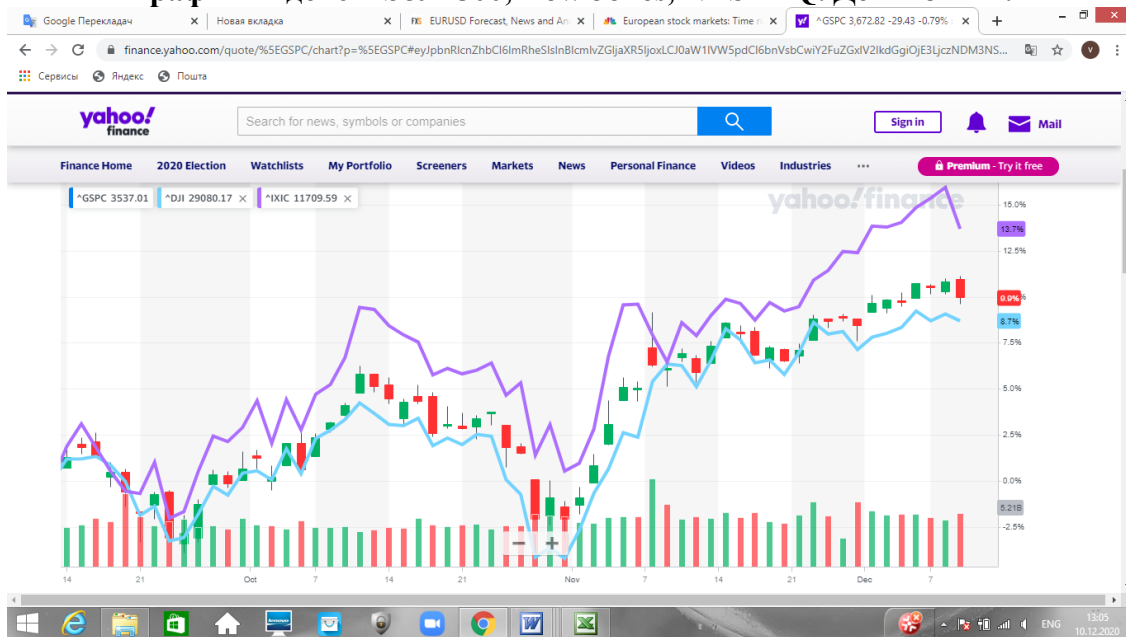 Google Перекладач
Новая вкладка
EURUSD Forecast, News and An
European stock markets: Time
^GSPC 3,672.82 -29.43 -0.79%
finance.yahoo.com/quote/%5EGSPC/chart?p=%5EGSPC#eyJpbnRlcnZhbCI6ImRheSIsInBlcmlvZGljaXR5IjoxLCJ0aW1lVW5pdCI6bnVsbCwiY2FuZGxlV2lkdGgiOjE3LjczNDM3NS...
Сервисы Яндекс Почта
yahoo!
finance
Search for news, symbols or companies
Sign in
Mail
Finance Home 2020 Election Watchlists My Portfolio Screeners Markets News Personal Finance Videos Industries ... Premium - Try it free
^GSPC 3537.01 ^DJI 29080.17 × ^IXIC 11709.59 ×
yahoo!finance
15.0%
13.7%
12.5%
9.9%
8.7%
7.5%
5.0%
2.5%
0.0%
5.21B
-2.5%
14 21 Oct 7 14 21 Nov 7 14 21 Dec 7
ENG
13:05
10.12.2020